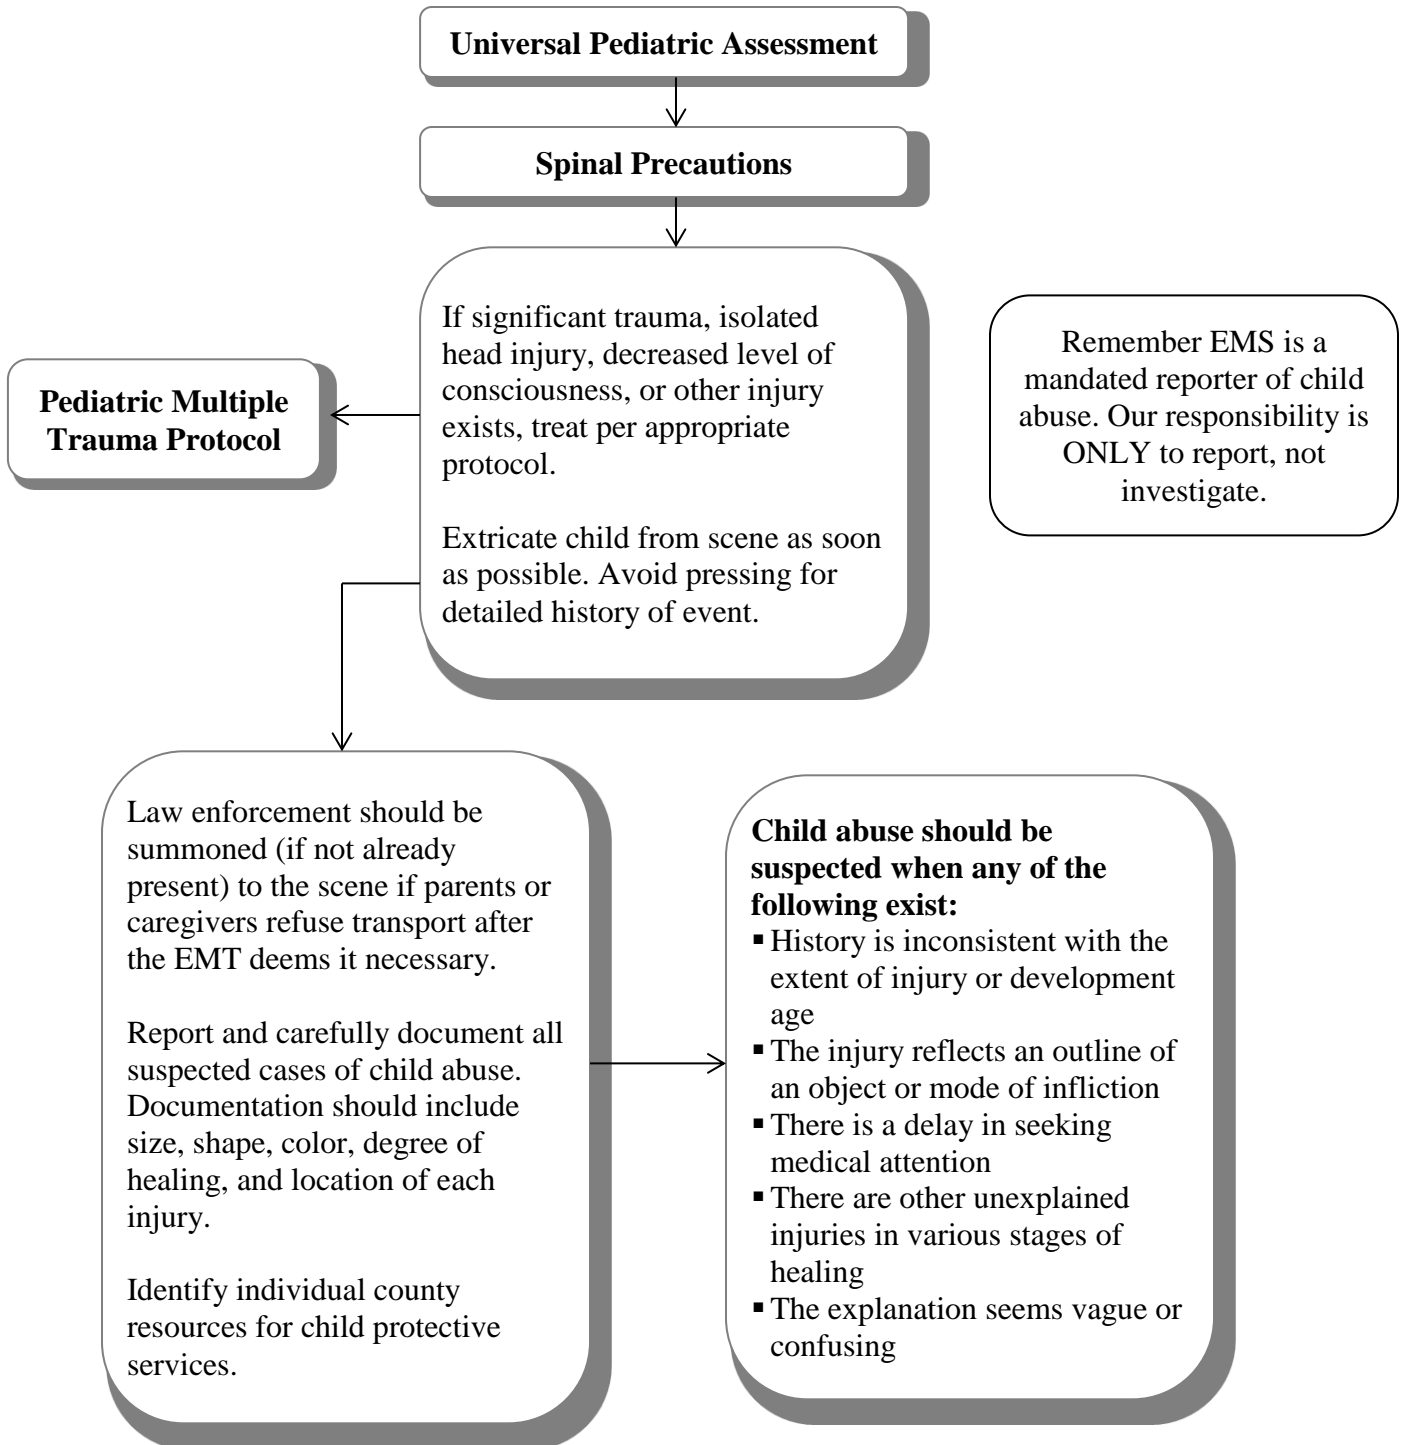 Universal Pediatric Assessment
Spinal Precautions
If significant trauma, isolated
head injury, decreased level of
consciousness, or other injury
exists, treat per appropriate
protocol.
Extricate child from scene as soon
as possible. Avoid pressing for
detailed history of event.
Pediatric Multiple
Trauma Protocol
Remember EMS is a
mandated reporter of child
abuse. Our responsibility is
ONLY to report, not
investigate.
Law enforcement should be
summoned (if not already
present) to the scene if parents or
caregivers refuse transport after
the EMT deems it necessary.
Report and carefully document all
suspected cases of child abuse.
Documentation should include
size, shape, color, degree of
healing, and location of each
injury.
Identify individual county
resources for child protective
services.
Child abuse should be
suspected when any of the
following exist:
▪ History is inconsistent with the
extent of injury or development
age
▪ The injury reflects an outline of
an object or mode of infliction
▪ There is a delay in seeking
medical attention
▪ There are other unexplained
injuries in various stages of
healing
▪ The explanation seems vague or
confusing